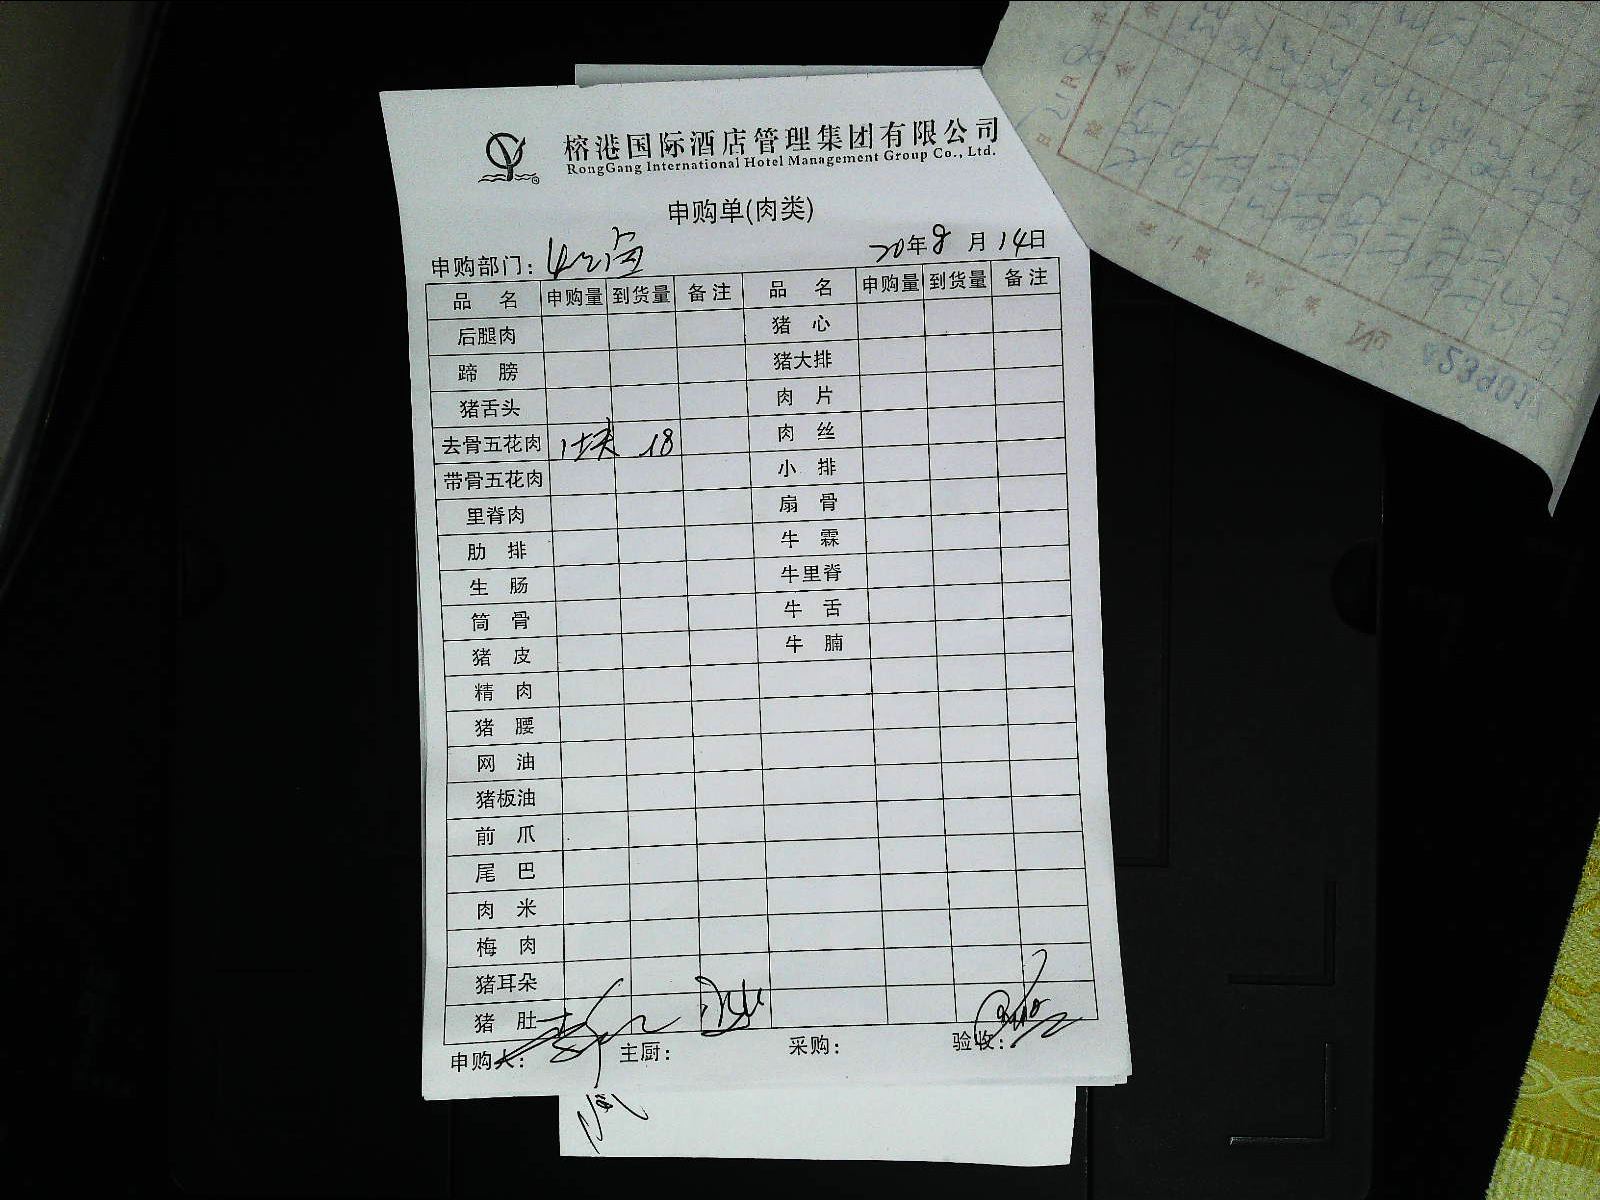 榕港国际酒店管理集团有限公司
RongGang International Hotel Management Group Co., Ltd.
申购单(肉类)
申购部门：
20年8月14日
品名 申购量 到货量 备注 品名 申购量 到货量 备注
后腿肉 猪心
蹄膀 猪大排
猪舌头 肉片
去骨五花肉 1块 18 肉丝
带骨五花肉 小排
里脊肉 扇骨
肋排 牛霖
生肠 牛里脊
筒骨 牛舌
猪皮 牛腩
精肉
猪腰
网油
猪板油
前爪
尾巴
肉米
梅肉
猪耳朵
猪肚
申购人： 主厨： 采购： 验收：